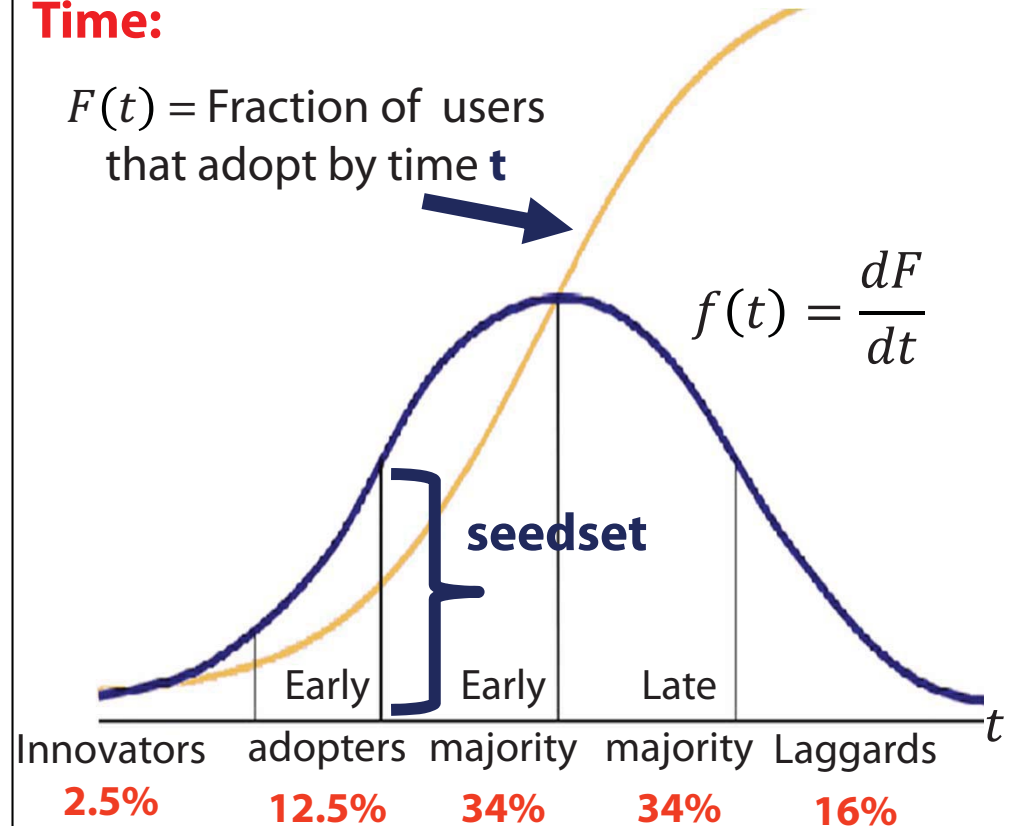 Time:
F(t) = Fraction of users
that adopt by time t
f(t) = dF/dt
seedset
Early Early Late
t
Innovators adopters majority majority Laggards
2.5% 12.5% 34% 34% 16%